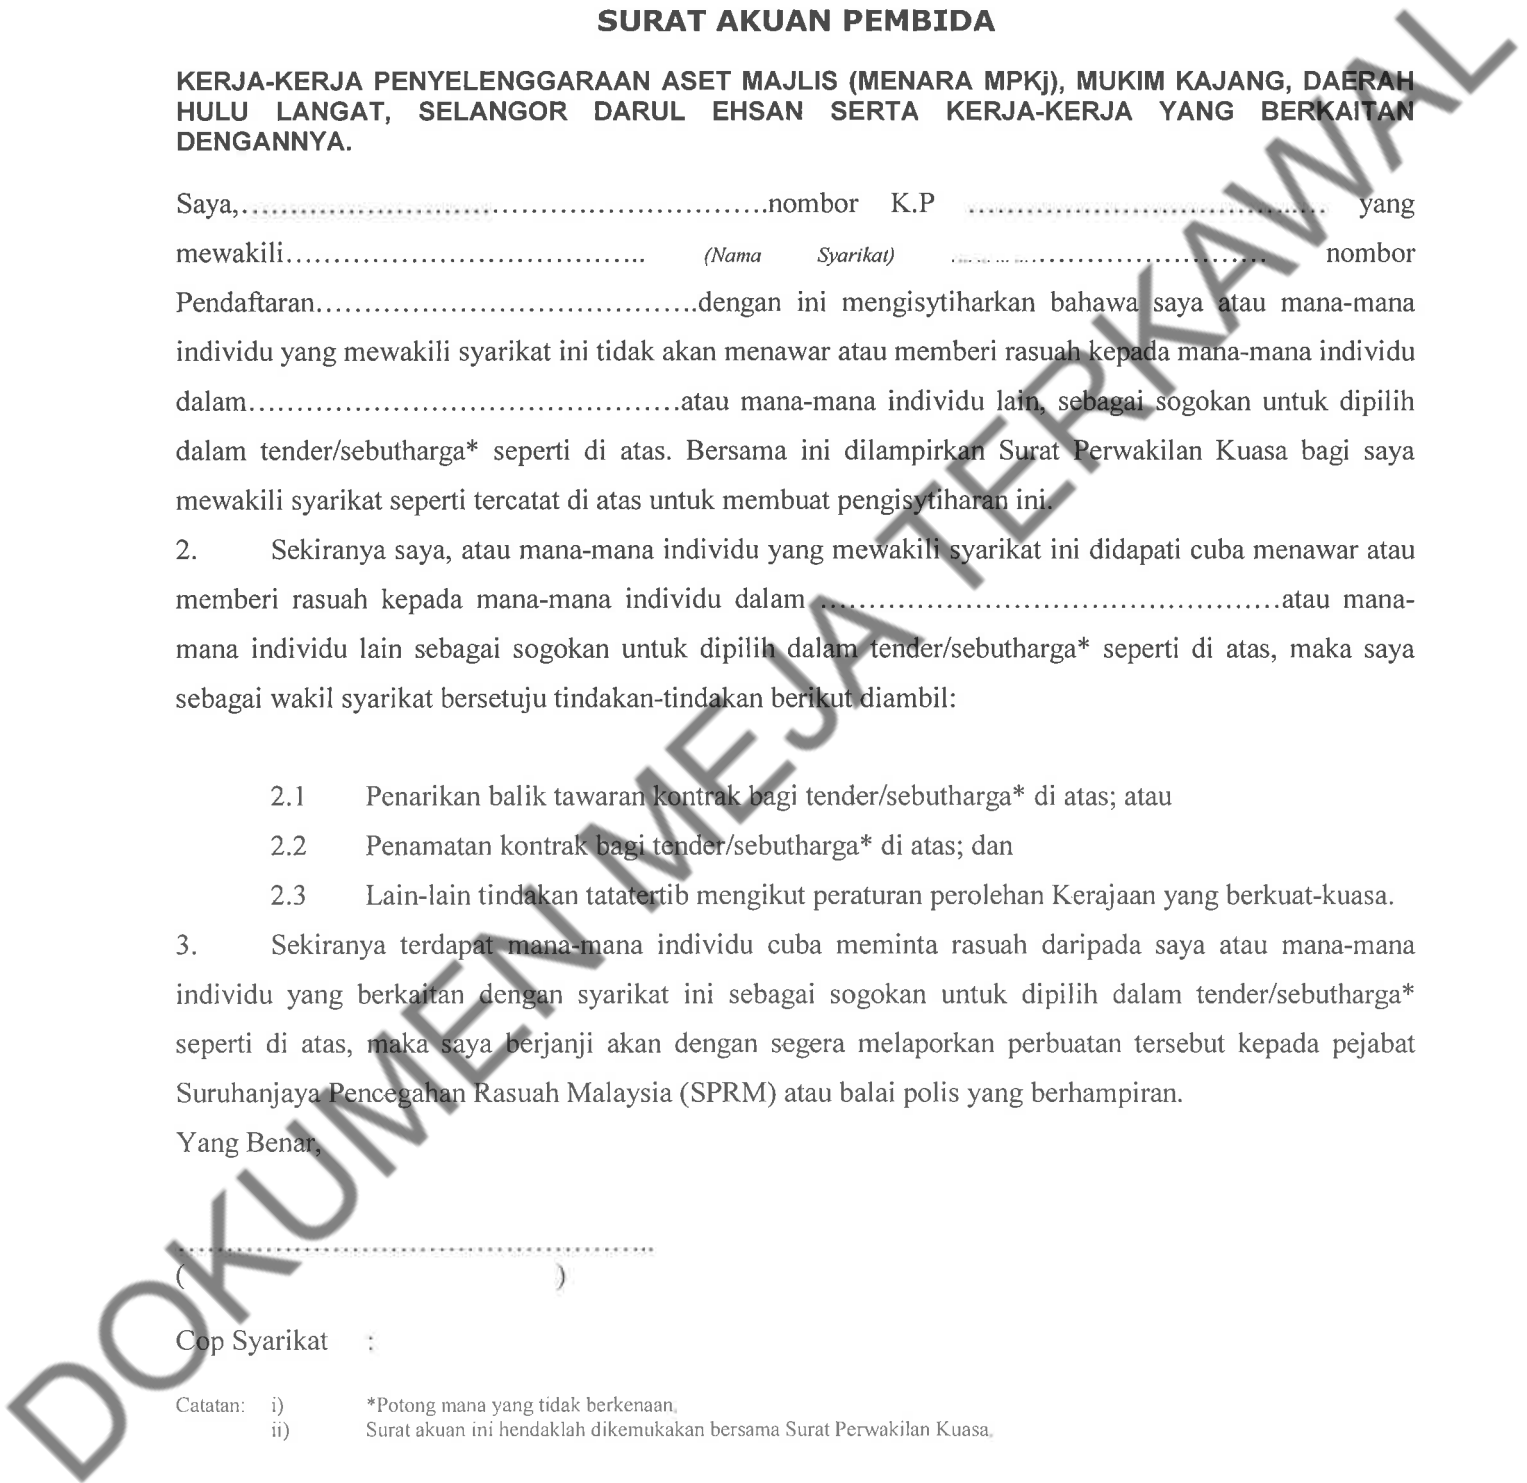 SURAT AKUAN PEMBIDA
KERJA-KERJA PENYELENGGARAAN ASET MAJLIS (MENARA MPKj), MUKIM KAJANG, DAERAH
HULU LANGAT, SELANGOR DARUL EHSAN SERTA KERJA-KERJA YANG BERKAITAN
DENGANNYA.
Saya,......................................................nombor K.P ..................................... yang
mewakili...................................... (Nama Syarikat) ................................. nombor
Pendaftaran........................................dengan ini mengisytiharkan bahawa saya atau mana-mana
individu yang mewakili syarikat ini tidak akan menawar atau memberi rasuah kepada mana-mana individu
dalam.............................................atau mana-mana individu lain, sebagai sogokan untuk dipilih
dalam tender/sebutharga* seperti di atas. Bersama ini dilampirkan Surat Perwakilan Kuasa bagi saya
mewakili syarikat seperti tercatat di atas untuk membuat pengisytiharan ini.
2. Sekiranya saya, atau mana-mana individu yang mewakili syarikat ini didapati cuba menawar atau
memberi rasuah kepada mana-mana individu dalam ................................................atau mana-
mana individu lain sebagai sogokan untuk dipilih dalam tender/sebutharga* seperti di atas, maka saya
sebagai wakil syarikat bersetuju tindakan-tindakan berikut diambil:
2.1 Penarikan balik tawaran kontrak bagi tender/sebutharga* di atas; atau
2.2 Penamatan kontrak bagi tender/sebutharga* di atas; dan
2.3 Lain-lain tindakan tatatertib mengikut peraturan perolehan Kerajaan yang berkuat-kuasa.
3. Sekiranya terdapat mana-mana individu cuba meminta rasuah daripada saya atau mana-mana
individu yang berkaitan dengan syarikat ini sebagai sogokan untuk dipilih dalam tender/sebutharga*
seperti di atas, maka saya berjanji akan dengan segera melaporkan perbuatan tersebut kepada pejabat
Suruhanjaya Pencegahan Rasuah Malaysia (SPRM) atau balai polis yang berhampiran.
Yang Benar,
..................................................
( )
Cop Syarikat :
Catatan: i) *Potong mana yang tidak berkenaan.
ii) Surat akuan ini hendaklah dikemukakan bersama Surat Perwakilan Kuasa.
DOKUMEN MEJA TERKAWAL